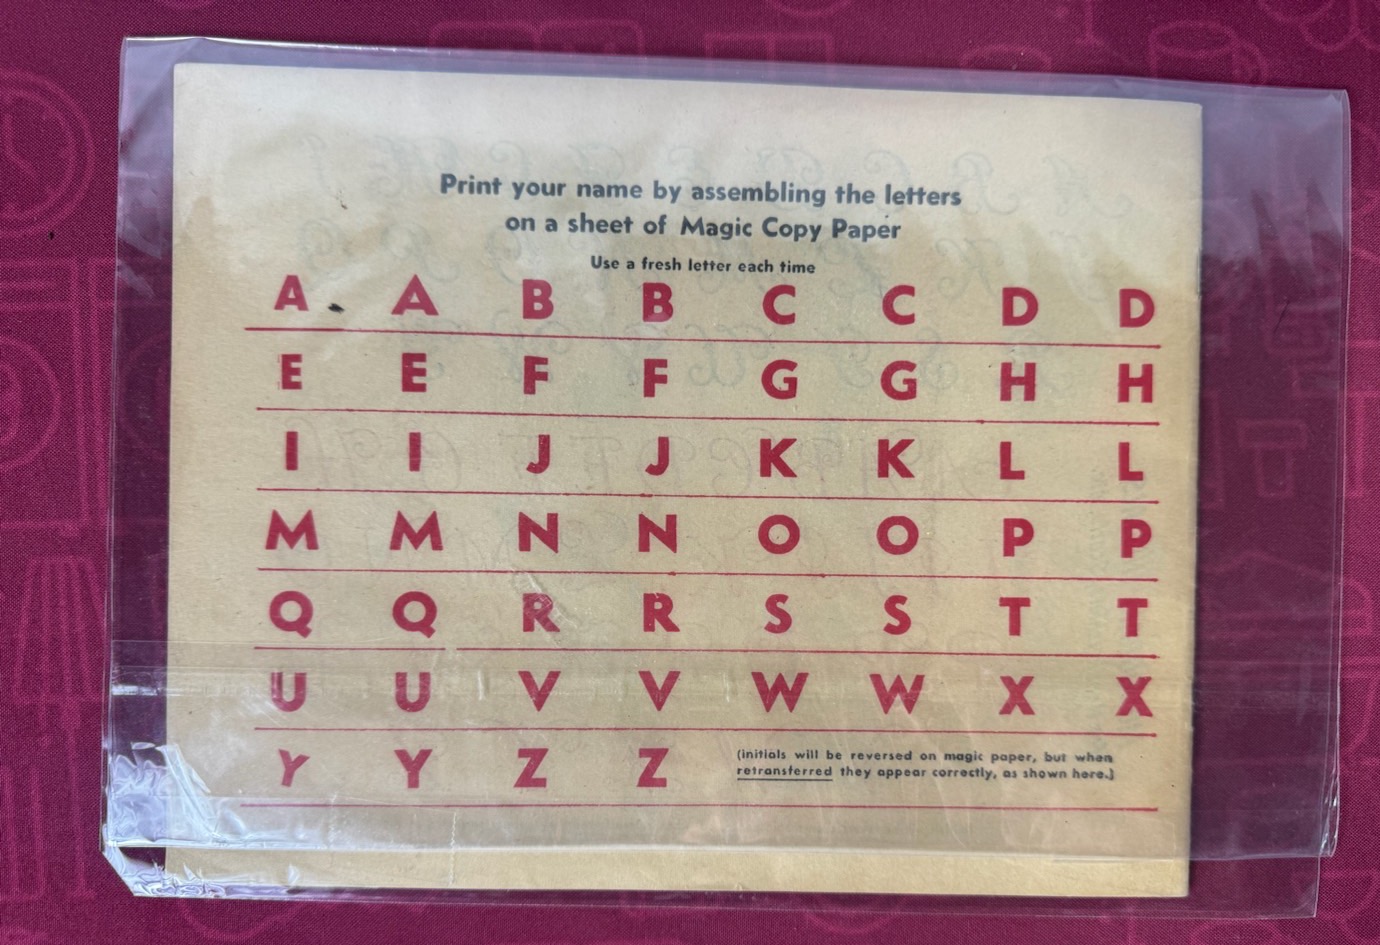 Print your name by assembling the letters
on a sheet of Magic Copy Paper
Use a fresh letter each time
A A B B C C D D
E E F F G G H H
I I J J K K L L
M M N N O O P P
Q Q R R S S T T
U U V V W W X X
Y Y Z Z
(initials will be reversed on magic paper, but when
retransferred they appear correctly, as shown here.)